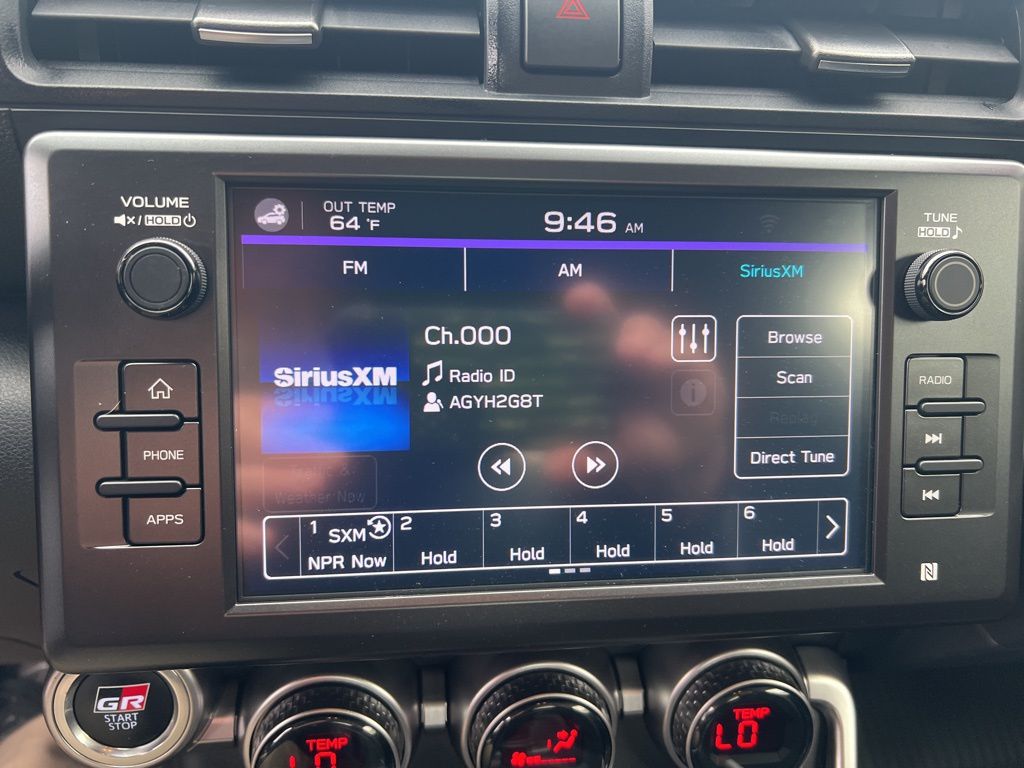 VOLUME
/ HOLD
OUT TEMP
64 °F
9:46 AM
TUNE
HOLD
FM
AM
SiriusXM
SiriusXM
Ch.000
Radio ID
AGYH2G8T
Browse
Scan
Replay
Direct Tune
PHONE
APPS
RADIO
Weather Now
1 SXM
NPR Now
2
Hold
3
Hold
4
Hold
5
Hold
6
Hold
GR
START
STOP
TEMP
LO
TEMP
LO